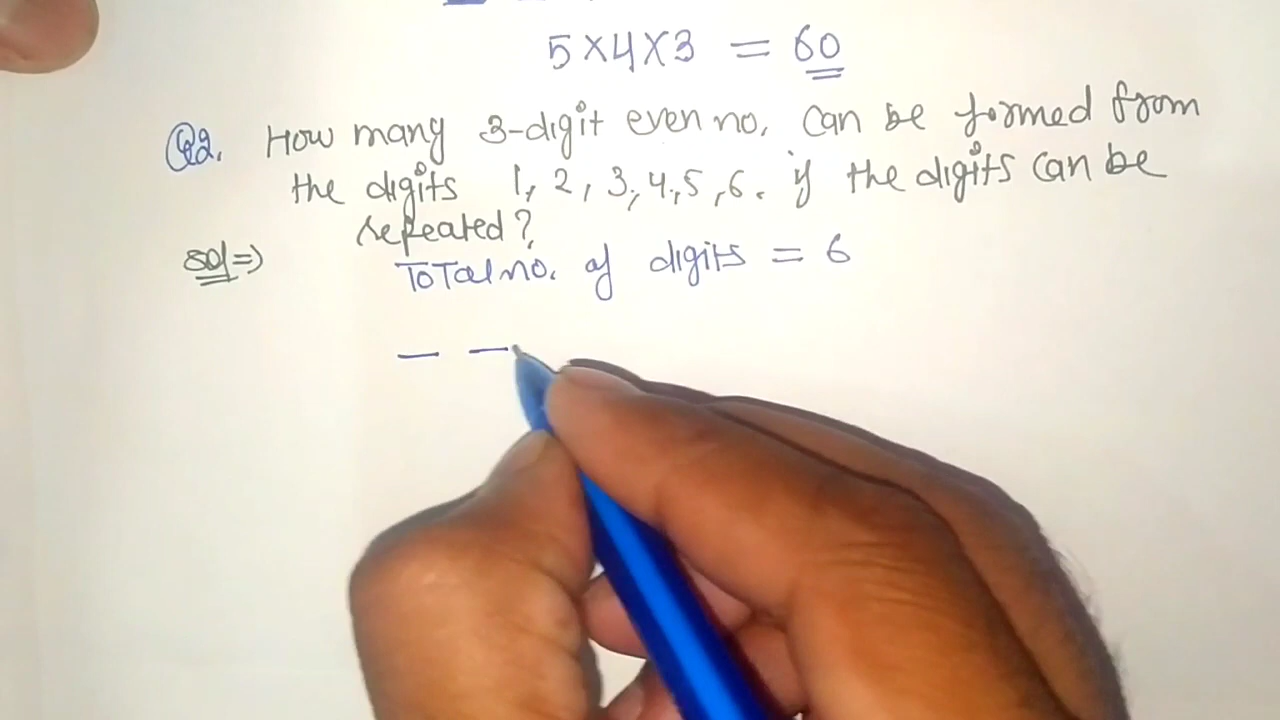 5×4×3 = 60
Q2. How many 3-digit even no. can be formed from
the digits 1, 2, 3, 4, 5, 6. if the digits can be
repeated?
Sol⇒ Total no. of digits = 6